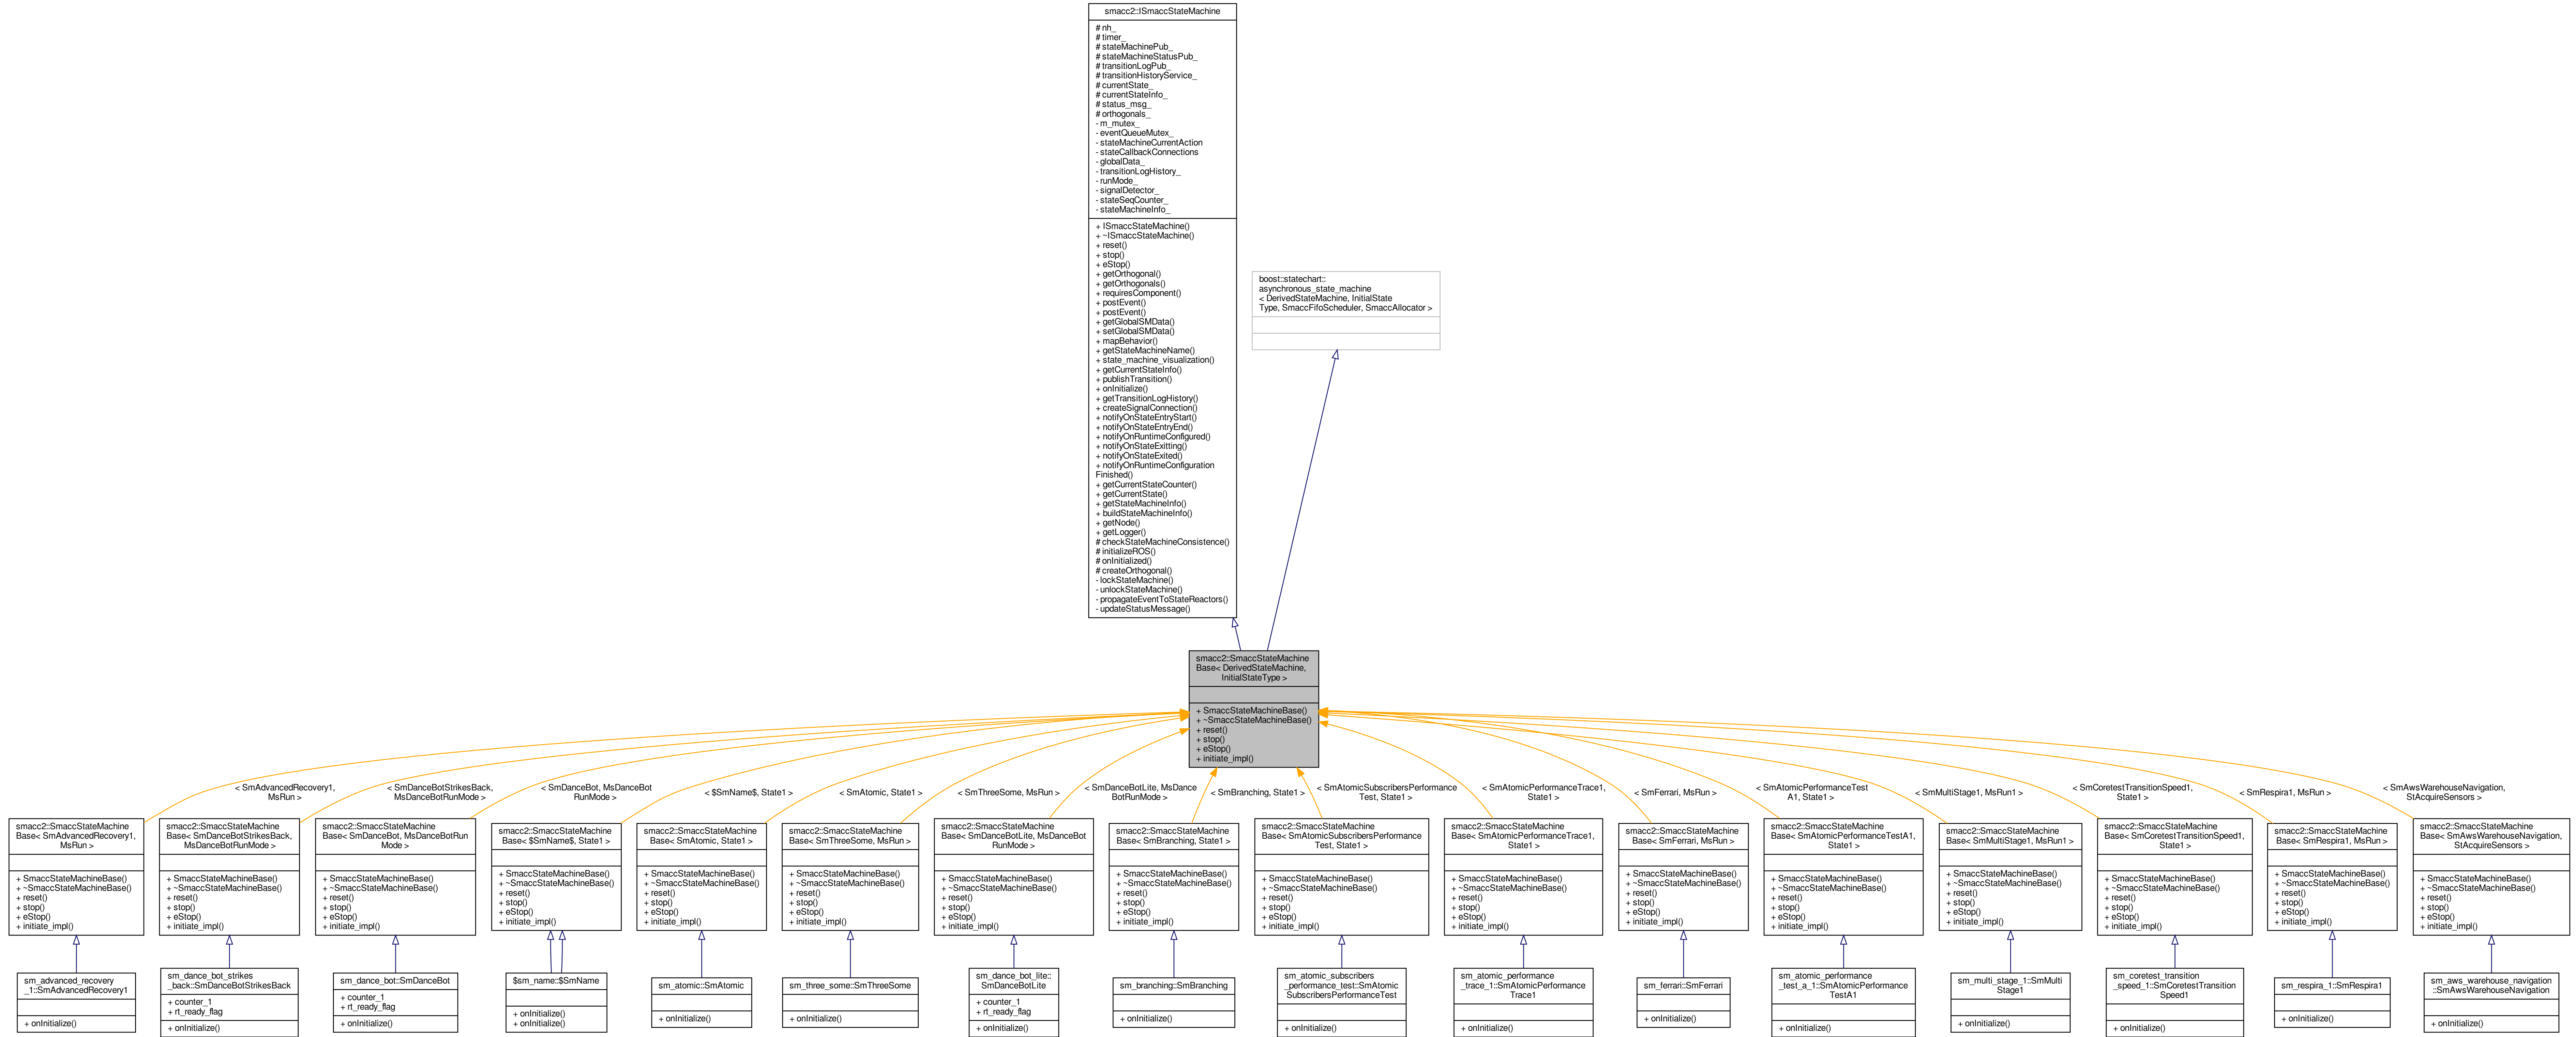 smacc2::ISmaccStateMachine
# nh_
# timer_
# stateMachinePub_
# stateMachineStatusPub_
# transitionLogPub_
# transitionHistoryService_
# currentState_
# currentStateInfo_
# status_msg_
# orthogonals_
- m_mutex_
- eventQueueMutex_
- stateMachineCurrentAction
- stateCallbackConnections
- globalData_
- transitionLogHistory_
- runMode_
- signalDetector_
- stateSeqCounter_
- stateMachineInfo_
+ ISmaccStateMachine()
+ ~ISmaccStateMachine()
+ reset()
+ stop()
+ eStop()
+ getOrthogonal()
+ getOrthogonals()
+ requiresComponent()
+ postEvent()
+ postEvent()
+ getGlobalSMData()
+ setGlobalSMData()
+ mapBehavior()
+ getStateMachineName()
+ state_machine_visualization()
+ getCurrentStateInfo()
+ publishTransition()
+ onInitialize()
+ getTransitionLogHistory()
+ createSignalConnection()
+ notifyOnStateEntryStart()
+ notifyOnStateEntryEnd()
+ notifyOnRuntimeConfigured()
+ notifyOnStateExitting()
+ notifyOnStateExited()
+ notifyOnRuntimeConfiguration
Finished()
+ getCurrentStateCounter()
+ getCurrentState()
+ getStateMachineInfo()
+ buildStateMachineInfo()
+ getNode()
+ getLogger()
# checkStateMachineConsistence()
# initializeROS()
# onInitialized()
# createOrthogonal()
- lockStateMachine()
- unlockStateMachine()
- propagateEventToStateReactors()
- updateStatusMessage()
boost::statechart::
asynchronous_state_machine
< DerivedStateMachine, InitialState
Type, SmaccFifoScheduler, SmaccAllocator >
smacc2::SmaccStateMachine
Base< DerivedStateMachine,
InitialStateType >
+ SmaccStateMachineBase()
+ ~SmaccStateMachineBase()
+ reset()
+ stop()
+ eStop()
+ initiate_impl()
< SmAdvancedRecovery1,
MsRun >
< SmDanceBotStrikesBack,
MsDanceBotRunMode >
< SmDanceBot, MsDanceBot
RunMode >
< $SmName$, State1 >
< SmAtomic, State1 >
< SmThreeSome, MsRun >
< SmDanceBotLite, MsDance
BotRunMode >
< SmBranching, State1 >
< SmAtomicSubscribersPerformance
Test, State1 >
< SmAtomicPerformanceTrace1,
State1 >
< SmFerrari, MsRun >
< SmAtomicPerformanceTest
A1, State1 >
< SmMultiStage1, MsRun1 >
< SmCoretestTransitionSpeed1,
State1 >
< SmRespira1, MsRun >
< SmAwsWarehouseNavigation,
StAcquireSensors >
smacc2::SmaccStateMachine
Base< SmAdvancedRecovery1,
MsRun >
+ SmaccStateMachineBase()
+ ~SmaccStateMachineBase()
+ reset()
+ stop()
+ eStop()
+ initiate_impl()
smacc2::SmaccStateMachine
Base< SmDanceBotStrikesBack,
MsDanceBotRunMode >
+ SmaccStateMachineBase()
+ ~SmaccStateMachineBase()
+ reset()
+ stop()
+ eStop()
+ initiate_impl()
smacc2::SmaccStateMachine
Base< SmDanceBot, MsDanceBotRun
Mode >
+ SmaccStateMachineBase()
+ ~SmaccStateMachineBase()
+ reset()
+ stop()
+ eStop()
+ initiate_impl()
smacc2::SmaccStateMachine
Base< $SmName$, State1 >
+ SmaccStateMachineBase()
+ ~SmaccStateMachineBase()
+ reset()
+ stop()
+ eStop()
+ initiate_impl()
smacc2::SmaccStateMachine
Base< SmAtomic, State1 >
+ SmaccStateMachineBase()
+ ~SmaccStateMachineBase()
+ reset()
+ stop()
+ eStop()
+ initiate_impl()
smacc2::SmaccStateMachine
Base< SmThreeSome, MsRun >
+ SmaccStateMachineBase()
+ ~SmaccStateMachineBase()
+ reset()
+ stop()
+ eStop()
+ initiate_impl()
smacc2::SmaccStateMachine
Base< SmDanceBotLite, MsDanceBot
RunMode >
+ SmaccStateMachineBase()
+ ~SmaccStateMachineBase()
+ reset()
+ stop()
+ eStop()
+ initiate_impl()
smacc2::SmaccStateMachine
Base< SmBranching, State1 >
+ SmaccStateMachineBase()
+ ~SmaccStateMachineBase()
+ reset()
+ stop()
+ eStop()
+ initiate_impl()
smacc2::SmaccStateMachine
Base< SmAtomicSubscribersPerformance
Test, State1 >
+ SmaccStateMachineBase()
+ ~SmaccStateMachineBase()
+ reset()
+ stop()
+ eStop()
+ initiate_impl()
smacc2::SmaccStateMachine
Base< SmAtomicPerformanceTrace1,
State1 >
+ SmaccStateMachineBase()
+ ~SmaccStateMachineBase()
+ reset()
+ stop()
+ eStop()
+ initiate_impl()
smacc2::SmaccStateMachine
Base< SmFerrari, MsRun >
+ SmaccStateMachineBase()
+ ~SmaccStateMachineBase()
+ reset()
+ stop()
+ eStop()
+ initiate_impl()
smacc2::SmaccStateMachine
Base< SmAtomicPerformanceTestA1,
State1 >
+ SmaccStateMachineBase()
+ ~SmaccStateMachineBase()
+ reset()
+ stop()
+ eStop()
+ initiate_impl()
smacc2::SmaccStateMachine
Base< SmMultiStage1, MsRun1 >
+ SmaccStateMachineBase()
+ ~SmaccStateMachineBase()
+ reset()
+ stop()
+ eStop()
+ initiate_impl()
smacc2::SmaccStateMachine
Base< SmCoretestTransitionSpeed1,
State1 >
+ SmaccStateMachineBase()
+ ~SmaccStateMachineBase()
+ reset()
+ stop()
+ eStop()
+ initiate_impl()
smacc2::SmaccStateMachine
Base< SmRespira1, MsRun >
+ SmaccStateMachineBase()
+ ~SmaccStateMachineBase()
+ reset()
+ stop()
+ eStop()
+ initiate_impl()
smacc2::SmaccStateMachine
Base< SmAwsWarehouseNavigation,
StAcquireSensors >
+ SmaccStateMachineBase()
+ ~SmaccStateMachineBase()
+ reset()
+ stop()
+ eStop()
+ initiate_impl()
sm_advanced_recovery
_1::SmAdvancedRecovery1
+ onInitialize()
sm_dance_bot_strikes
_back::SmDanceBotStrikesBack
+ counter_1
+ rt_ready_flag
+ onInitialize()
sm_dance_bot::SmDanceBot
+ counter_1
+ rt_ready_flag
+ onInitialize()
$sm_name::$SmName
+ onInitialize()
+ onInitialize()
sm_atomic::SmAtomic
+ onInitialize()
sm_three_some::SmThreeSome
+ onInitialize()
sm_dance_bot_lite::
SmDanceBotLite
+ counter_1
+ rt_ready_flag
+ onInitialize()
sm_branching::SmBranching
+ onInitialize()
sm_atomic_subscribers
_performance_test::SmAtomic
SubscribersPerformanceTest
+ onInitialize()
sm_atomic_performance
_trace_1::SmAtomicPerformance
Trace1
+ onInitialize()
sm_ferrari::SmFerrari
+ onInitialize()
sm_atomic_performance
_test_a_1::SmAtomicPerformance
TestA1
+ onInitialize()
sm_multi_stage_1::SmMulti
Stage1
+ onInitialize()
sm_coretest_transition
_speed_1::SmCoretestTransition
Speed1
+ onInitialize()
sm_respira_1::SmRespira1
+ onInitialize()
sm_aws_warehouse_navigation
::SmAwsWarehouseNavigation
+ onInitialize()